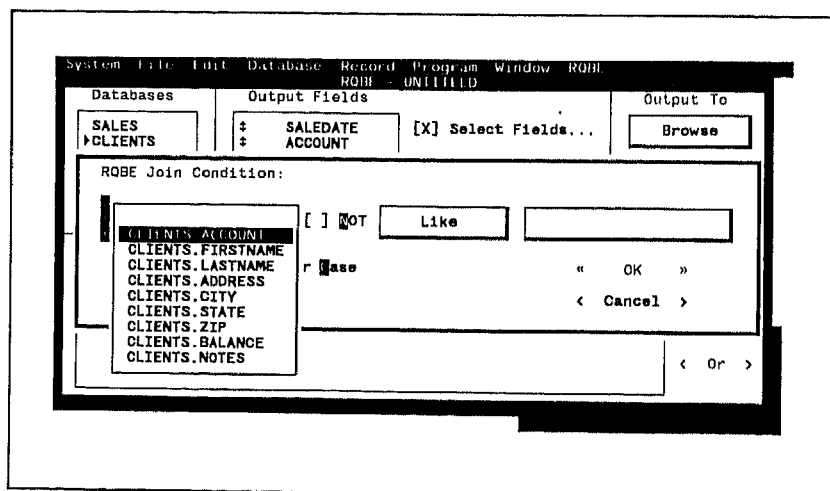 System File Edit Database Record Program Window RQBE
RQBE - UNTITLED
Databases Output Fields Output To
SALES ↕ SALEDATE [X] Select Fields... Browse
▶CLIENTS ↕ ACCOUNT
RQBE Join Condition:
[ ] NOT Like
CLIENTS.ACCOUNT
CLIENTS.FIRSTNAME
CLIENTS.LASTNAME r Case « OK »
CLIENTS.ADDRESS
CLIENTS.CITY
CLIENTS.STATE < Cancel >
CLIENTS.ZIP
CLIENTS.BALANCE
CLIENTS.NOTES
< Or >